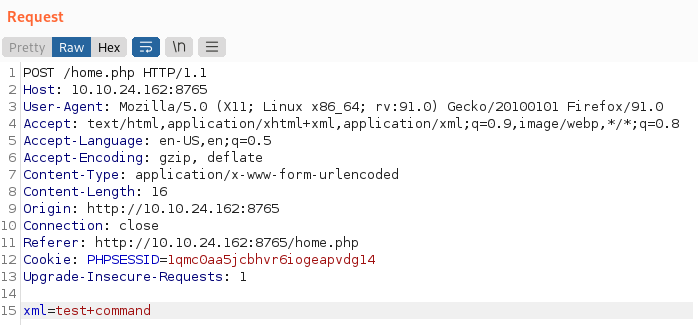 Request
Pretty Raw Hex \n
1 POST /home.php HTTP/1.1
2 Host: 10.10.24.162:8765
3 User-Agent: Mozilla/5.0 (X11; Linux x86_64; rv:91.0) Gecko/20100101 Firefox/91.0
4 Accept: text/html,application/xhtml+xml,application/xml;q=0.9,image/webp,*/*;q=0.8
5 Accept-Language: en-US,en;q=0.5
6 Accept-Encoding: gzip, deflate
7 Content-Type: application/x-www-form-urlencoded
8 Content-Length: 16
9 Origin: http://10.10.24.162:8765
10 Connection: close
11 Referer: http://10.10.24.162:8765/home.php
12 Cookie: PHPSESSID=1qmc0aa5jcbhvr6iogeapvdg14
13 Upgrade-Insecure-Requests: 1
14
15 xml=test+command